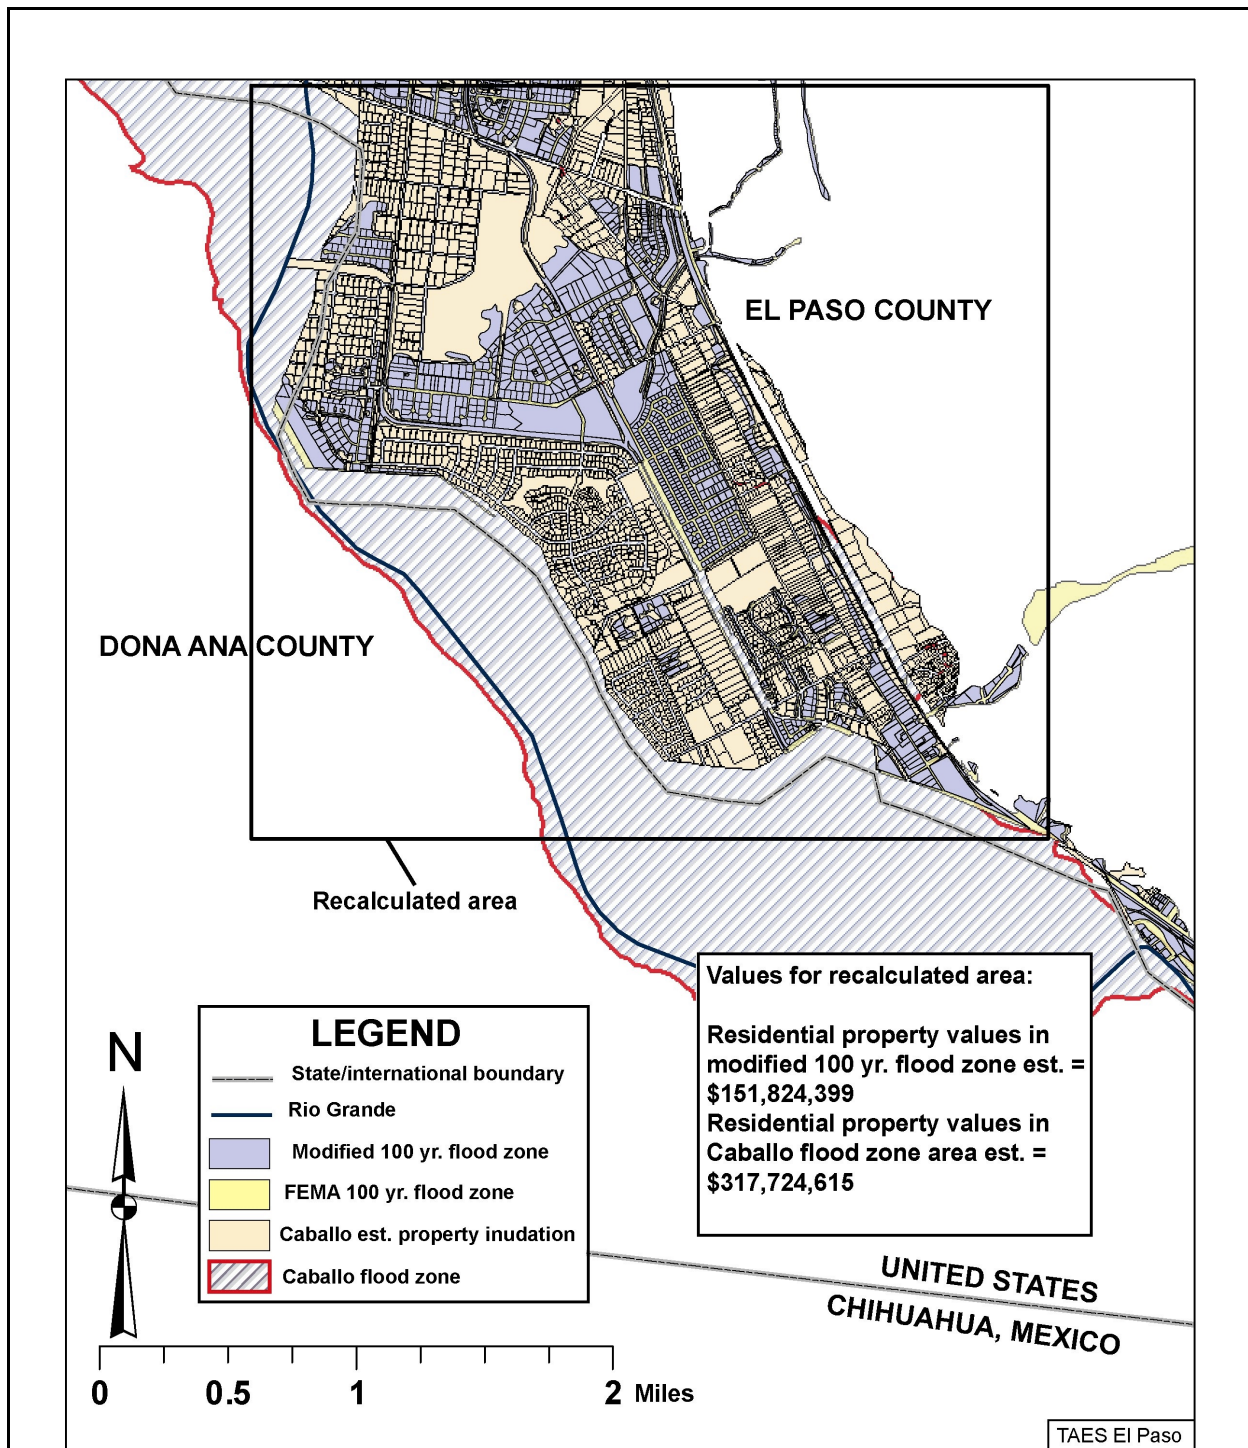 EL PASO COUNTY
DONA ANA COUNTY
Recalculated area
Values for recalculated area:
Residential property values in
modified 100 yr. flood zone est. =
$151,824,399
Residential property values in
Caballo flood zone area est. =
$317,724,615
N
LEGEND
State/international boundary
Rio Grande
Modified 100 yr. flood zone
FEMA 100 yr. flood zone
Caballo est. property inudation
Caballo flood zone
UNITED STATES
CHIHUAHUA, MEXICO
0 0.5 1 2 Miles
TAES El Paso